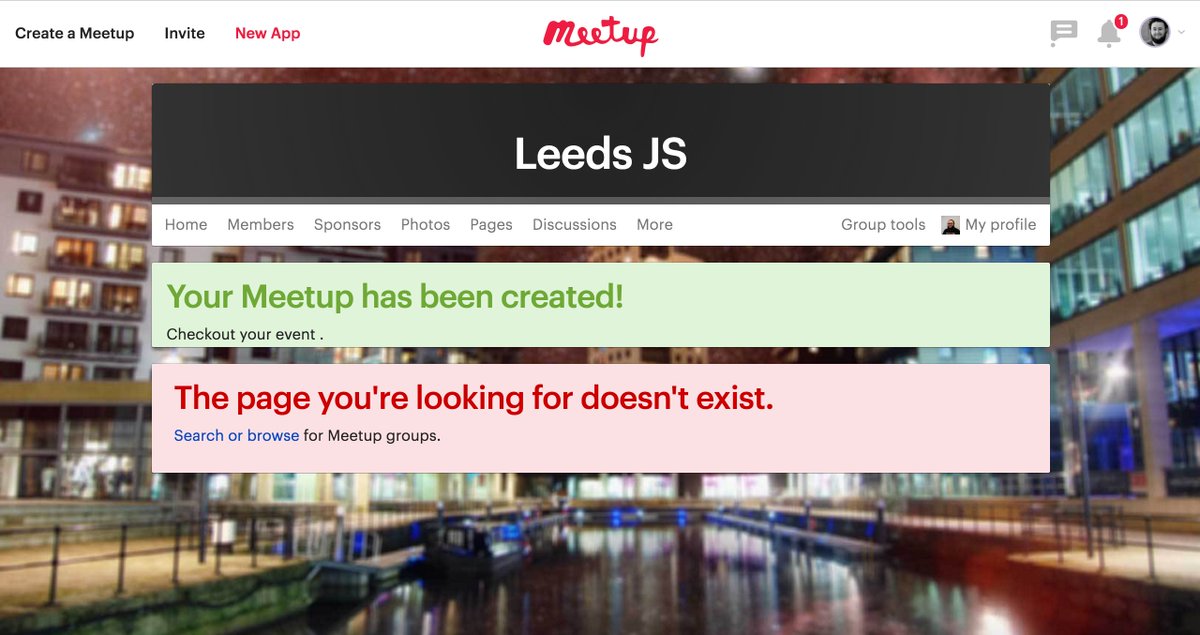 Create a Meetup Invite New App Meetup 1
Leeds JS
Home Members Sponsors Photos Pages Discussions More Group tools My profile
Your Meetup has been created!
Checkout your event .
The page you're looking for doesn't exist.
Search or browse for Meetup groups.